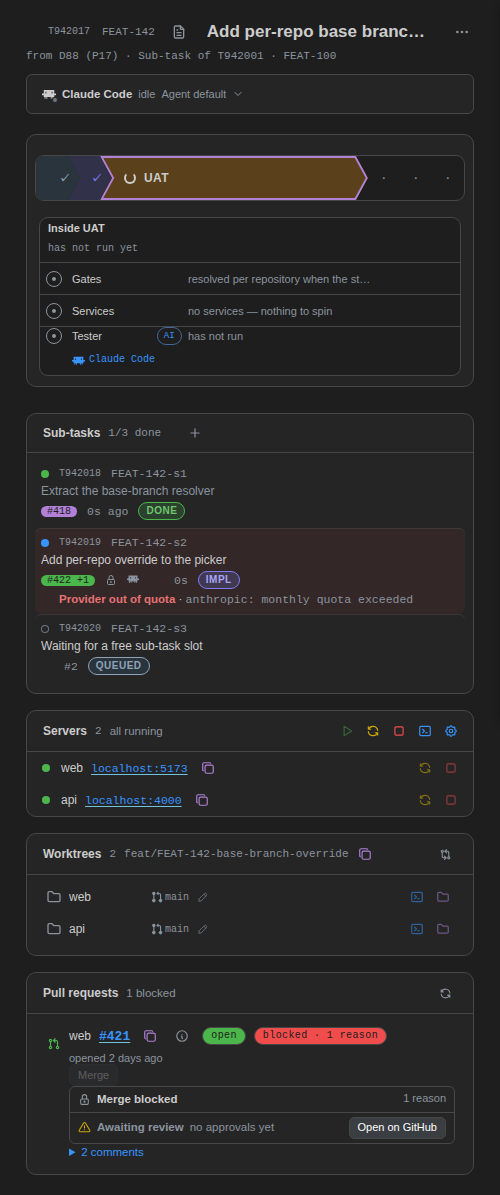 T942017 FEAT-142 Add per-repo base branc…
from D88 (P17) · Sub-task of T942001 · FEAT-100
Claude Code idle Agent default
UAT
Inside UAT
has not run yet
Gates resolved per repository when the st…
Services no services — nothing to spin
Tester AI has not run
Claude Code
Sub-tasks 1/3 done
T942018 FEAT-142-s1
Extract the base-branch resolver
#418 0s ago DONE
T942019 FEAT-142-s2
Add per-repo override to the picker
#422 +1 0s IMPL
Provider out of quota · anthropic: monthly quota exceeded
T942020 FEAT-142-s3
Waiting for a free sub-task slot
#2 QUEUED
Servers 2 all running
web localhost:5173
api localhost:4000
Worktrees 2 feat/FEAT-142-base-branch-override
web main
api main
Pull requests 1 blocked
web #421 open blocked · 1 reason
opened 2 days ago
Merge
Merge blocked 1 reason
Awaiting review no approvals yet Open on GitHub
2 comments